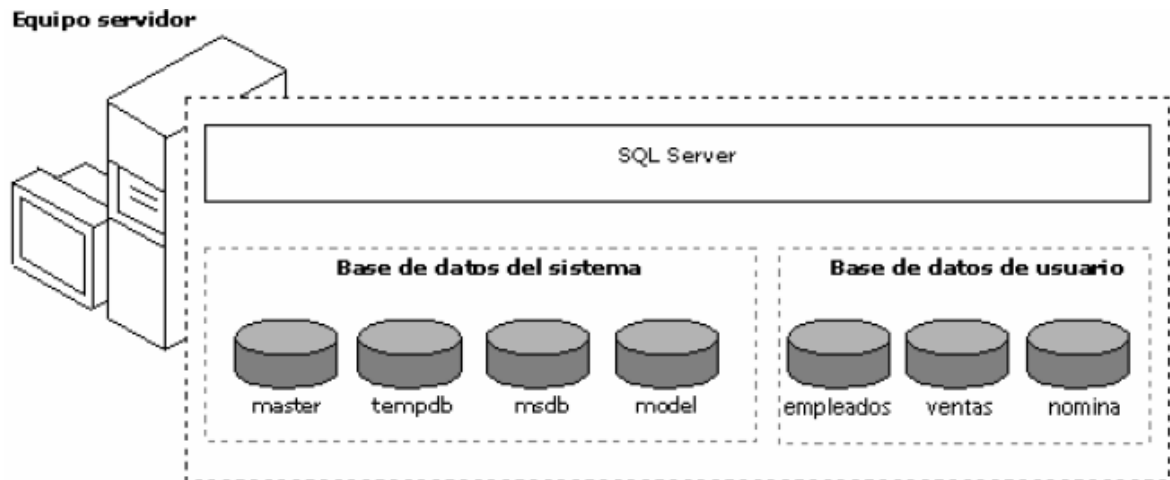 Equipo servidor
SQL Server
Base de datos del sistema
Base de datos de usuario
master
tempdb
msdb
model
empleados
ventas
nomina